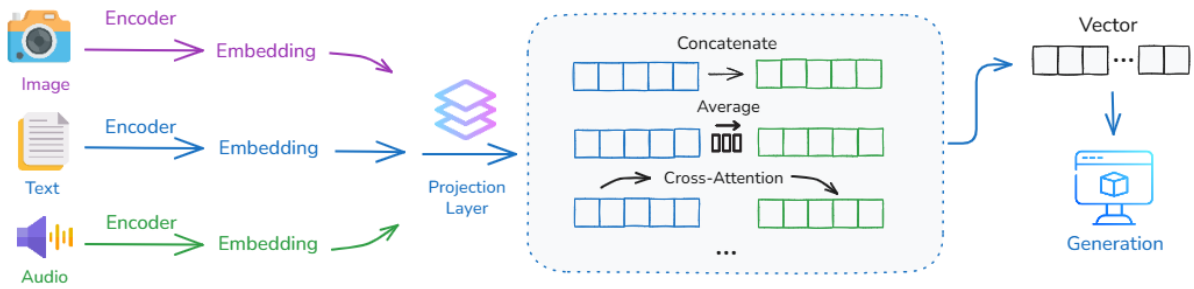 Encoder
Embedding
Image
Encoder
Embedding
Text
Encoder
Embedding
Audio
Projection
Layer
Concatenate
Average
Cross-Attention
...
Vector
...
Generation